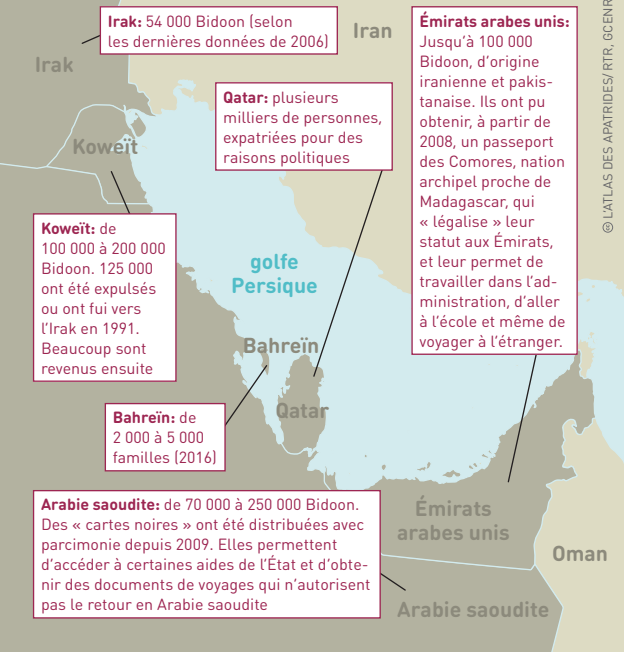 Irak: 54 000 Bidoon (selon
les dernières données de 2006)
Irak
Iran
Koweït
Qatar: plusieurs
milliers de personnes,
expatriées pour des
raisons politiques
Émirats arabes unis:
Jusqu'à 100 000
Bidoon, d'origine
iranienne et pakis-
tanaise. Ils ont pu
obtenir, à partir de
2008, un passeport
des Comores, nation
archipel proche de
Madagascar, qui
« légalise » leur
statut aux Émirats,
et leur permet de
travailler dans l'ad-
ministration, d'aller
à l'école et même de
voyager à l'étranger.
Koweït: de
100 000 à 200 000
Bidoon. 125 000
ont été expulsés
ou ont fui vers
l'Irak en 1991.
Beaucoup sont
revenus ensuite
golfe
Persique
Bahreïn
Qatar
Bahreïn: de
2 000 à 5 000
familles (2016)
Arabie saoudite: de 70 000 à 250 000 Bidoon.
Des « cartes noires » ont été distribuées avec
parcimonie depuis 2009. Elles permettent
d'accéder à certaines aides de l'État et d'obte-
nir des documents de voyages qui n'autorisent
pas le retour en Arabie saoudite
Émirats
arabes unis
Oman
Arabie saoudite
L'ATLAS DES APATRIDES/ RTR, GCENR